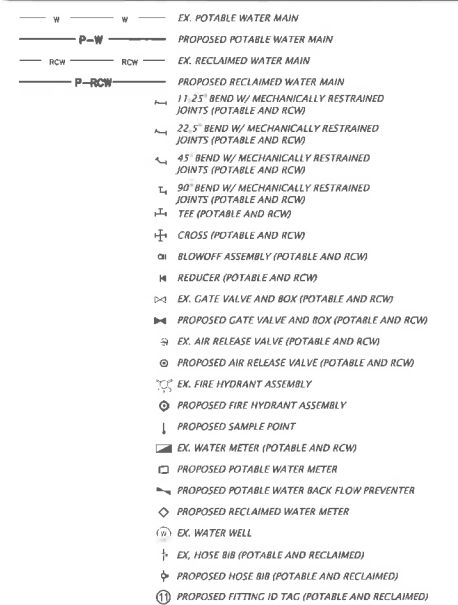 W W EX. POTABLE WATER MAIN
P-W PROPOSED POTABLE WATER MAIN
RCW RCW EX. RECLAIMED WATER MAIN
P-RCW PROPOSED RECLAIMED WATER MAIN
11.25° BEND W/ MECHANICALLY RESTRAINED
JOINTS (POTABLE AND RCW)
22.5° BEND W/ MECHANICALLY RESTRAINED
JOINTS (POTABLE AND RCW)
45° BEND W/ MECHANICALLY RESTRAINED
JOINTS (POTABLE AND RCW)
90° BEND W/ MECHANICALLY RESTRAINED
JOINTS (POTABLE AND RCW)
TEE (POTABLE AND RCW)
CROSS (POTABLE AND RCW)
BLOWOFF ASSEMBLY (POTABLE AND RCW)
REDUCER (POTABLE AND RCW)
EX. GATE VALVE AND BOX (POTABLE AND RCW)
PROPOSED GATE VALVE AND BOX (POTABLE AND RCW)
EX. AIR RELEASE VALVE (POTABLE AND RCW)
PROPOSED AIR RELEASE VALVE (POTABLE AND RCW)
EX. FIRE HYDRANT ASSEMBLY
PROPOSED FIRE HYDRANT ASSEMBLY
PROPOSED SAMPLE POINT
EX. WATER METER (POTABLE AND RCW)
PROPOSED POTABLE WATER METER
PROPOSED POTABLE WATER BACK FLOW PREVENTER
PROPOSED RECLAIMED WATER METER
W EX. WATER WELL
EX. HOSE BIB (POTABLE AND RECLAIMED)
PROPOSED HOSE BIB (POTABLE AND RECLAIMED)
11 PROPOSED FITTING ID TAG (POTABLE AND RECLAIMED)